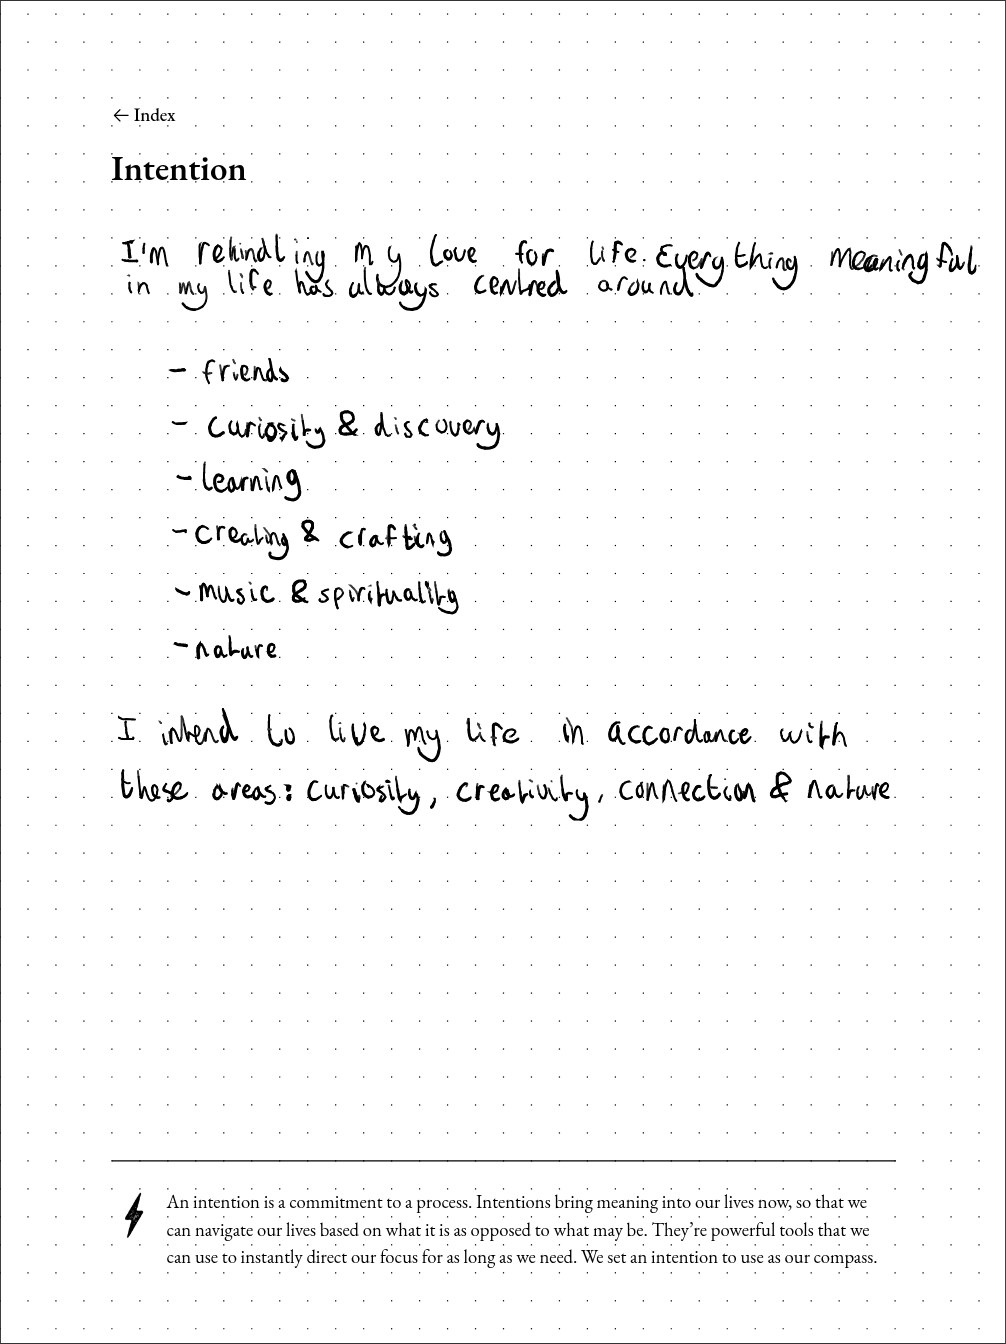 ← Index
Intention
I'm rekindling my love for life. Everything meaningful
in my life has always centred around
- friends
- curiosity & discovery
- learning
- creating & crafting
- music & spirituality
- nature
I intend to live my life in accordance with
these areas: curiosity, creativity, connection & nature
An intention is a commitment to a process. Intentions bring meaning into our lives now, so that we
can navigate our lives based on what it is as opposed to what may be. They're powerful tools that we
can use to instantly direct our focus for as long as we need. We set an intention to use as our compass.